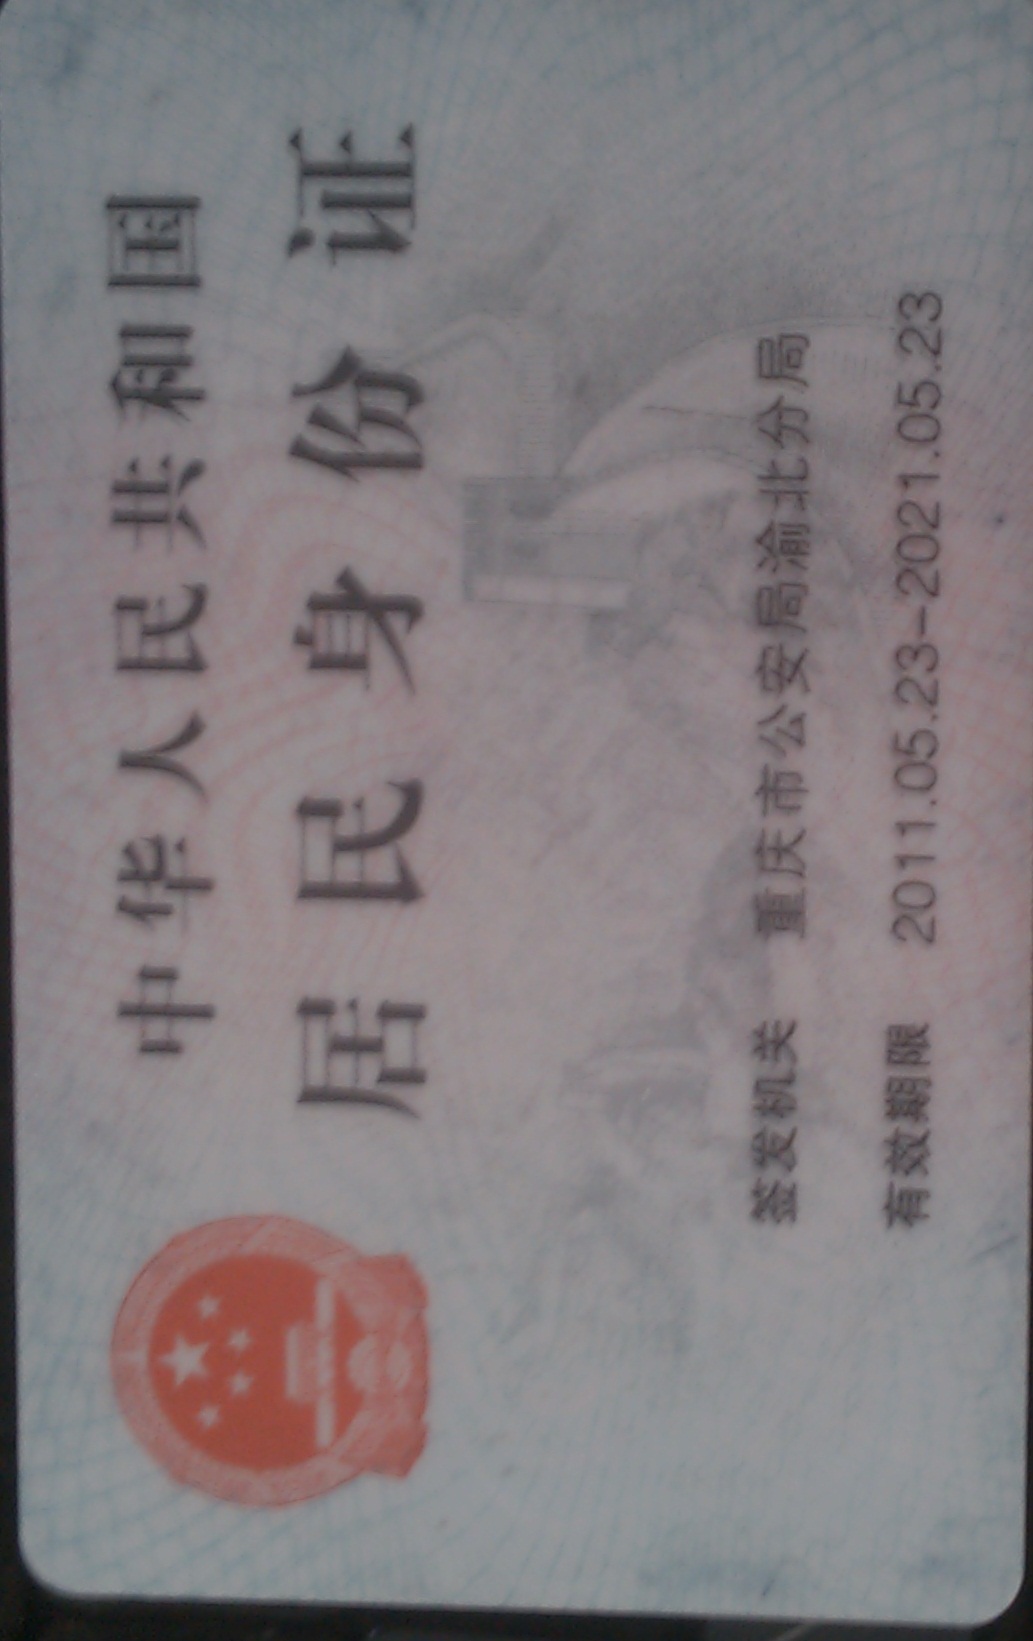 中华人民共和国
居民身份证
签发机关 重庆市公安局渝北分局
有效期限 2011.05.23-2021.05.23